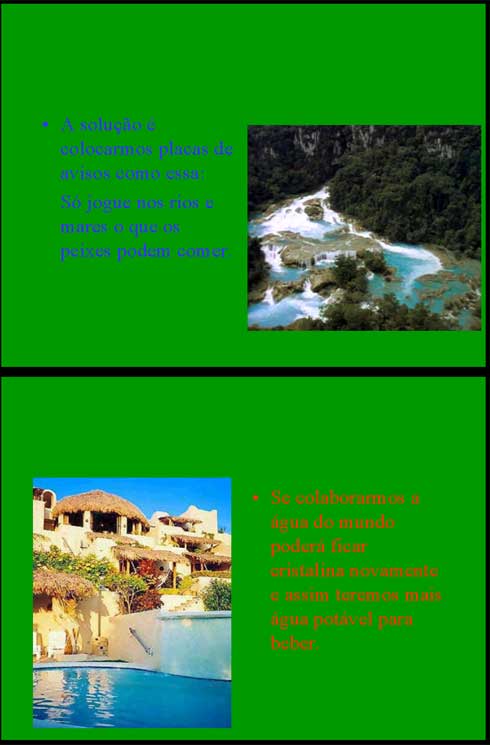 • A solução é
colocarmos placas de
avisos como essa:
Só jogue nos rios e
mares o que os
peixes podem comer.
• Se colaborarmos a
água do mundo
poderá ficar
cristalina novamente
e assim teremos mais
água potável para
beber.